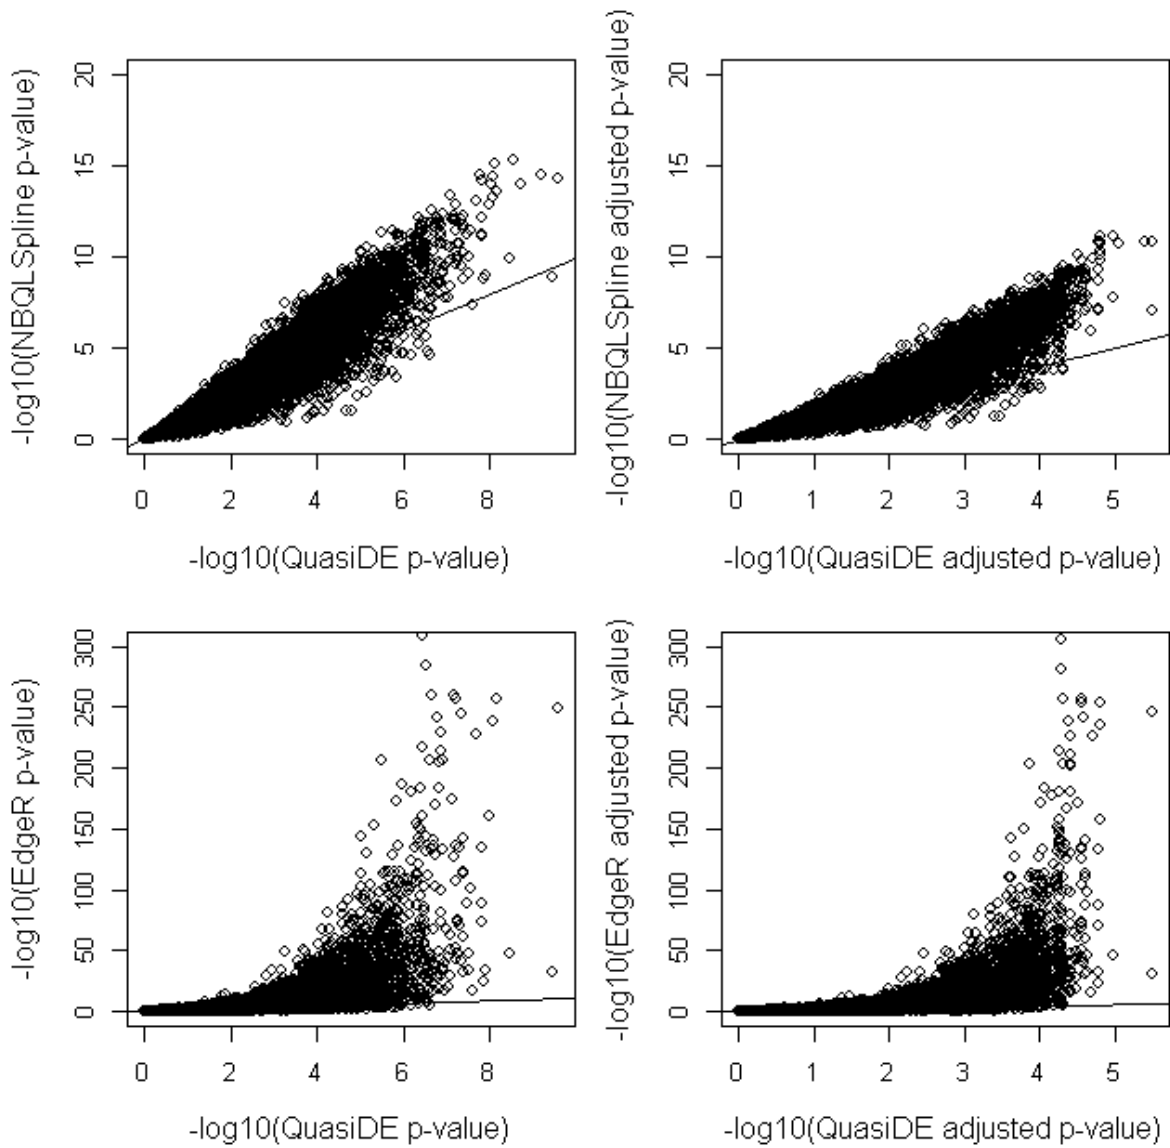 -log10(NBQLSpline p-value)
20
15
10
5
0
0 2 4 6 8
-log10(QuasiDE p-value)
-log10(NBQLSpline adjusted p-value)
20
15
10
5
0
0 1 2 3 4 5
-log10(QuasiDE adjusted p-value)
-log10(EdgeR p-value)
300
250
200
150
100
50
0
0 2 4 6 8
-log10(QuasiDE p-value)
-log10(EdgeR adjusted p-value)
300
250
200
150
100
50
0
0 1 2 3 4 5
-log10(QuasiDE adjusted p-value)